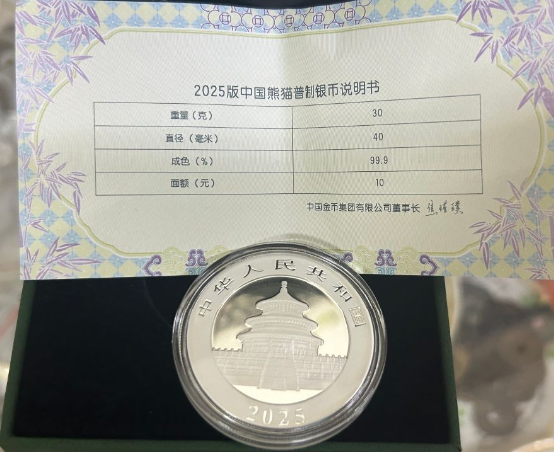 2025版中国熊猫普制银币说明书
重量(克) 30
直径(毫米) 40
成色(%) 99.9
面额(元) 10
中国金币集团有限公司董事长
中华人民共和国
2025